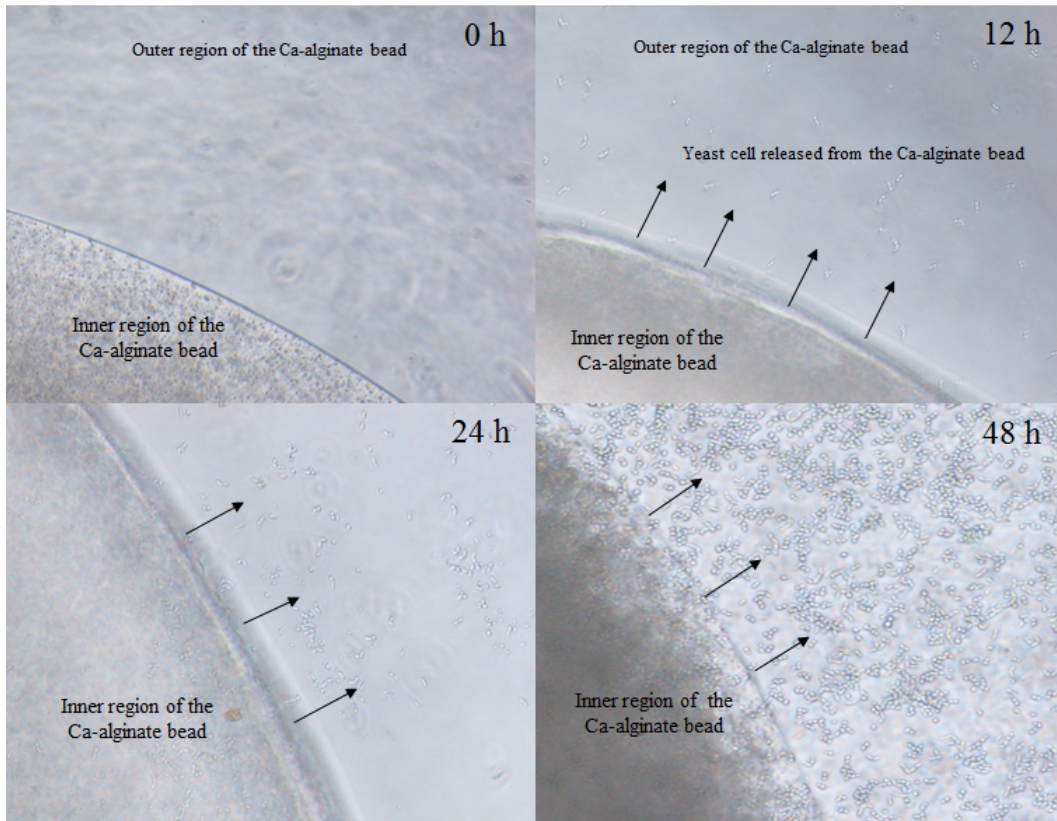 Outer region of the Ca-alginate bead
0 h
Inner region of the
Ca-alginate bead
Outer region of the Ca-alginate bead
12 h
Yeast cell released from the Ca-alginate bead
Inner region of the
Ca-alginate bead
24 h
Inner region of the
Ca-alginate bead
48 h
Inner region of the
Ca-alginate bead